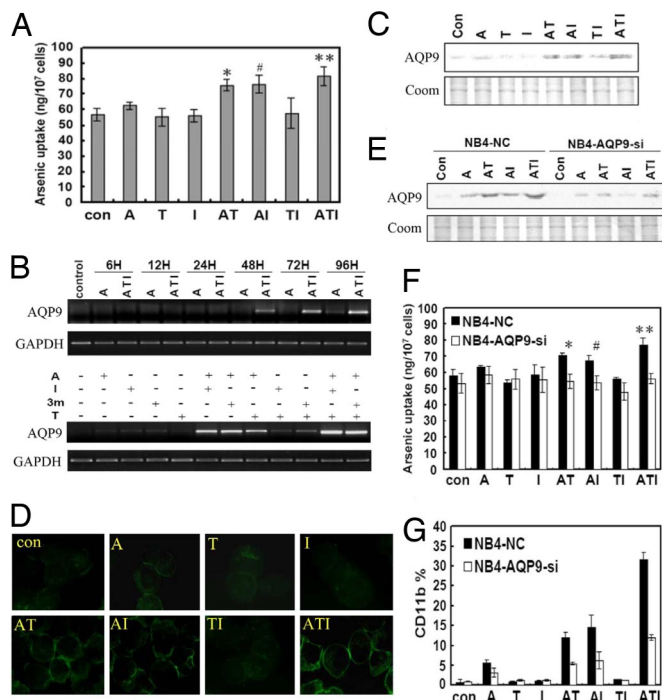 A
Arsenic uptake (ng/10⁷ cells)
100
90
80
70
60
50
40
30
20
10
0
* # **
con A T I AT AI TI ATI
B
6H 12H 24H 48H 72H 96H
control A ATI A ATI A ATI A ATI A ATI A ATI
AQP9
GAPDH
A - + - - - + + + - - + +
I
3m
T
AQP9
GAPDH
D
con A T I
AT AI TI ATI
C
Con A T I AT AI TI ATI
AQP9
Coom
E
NB4-NC NB4-AQP9-si
Con A AT AI ATI Con A AT AI ATI
AQP9
Coom
F
NB4-NC
NB4-AQP9-si
Arsenic uptake (ng/10⁷ cells)
100
90
80
70
60
50
40
30
20
10
0
* # **
con A T I AT AI TI ATI
G
NB4-NC
NB4-AQP9-si
CD11b %
40
35
30
25
20
15
10
5
0
con A T I AT AI TI ATI